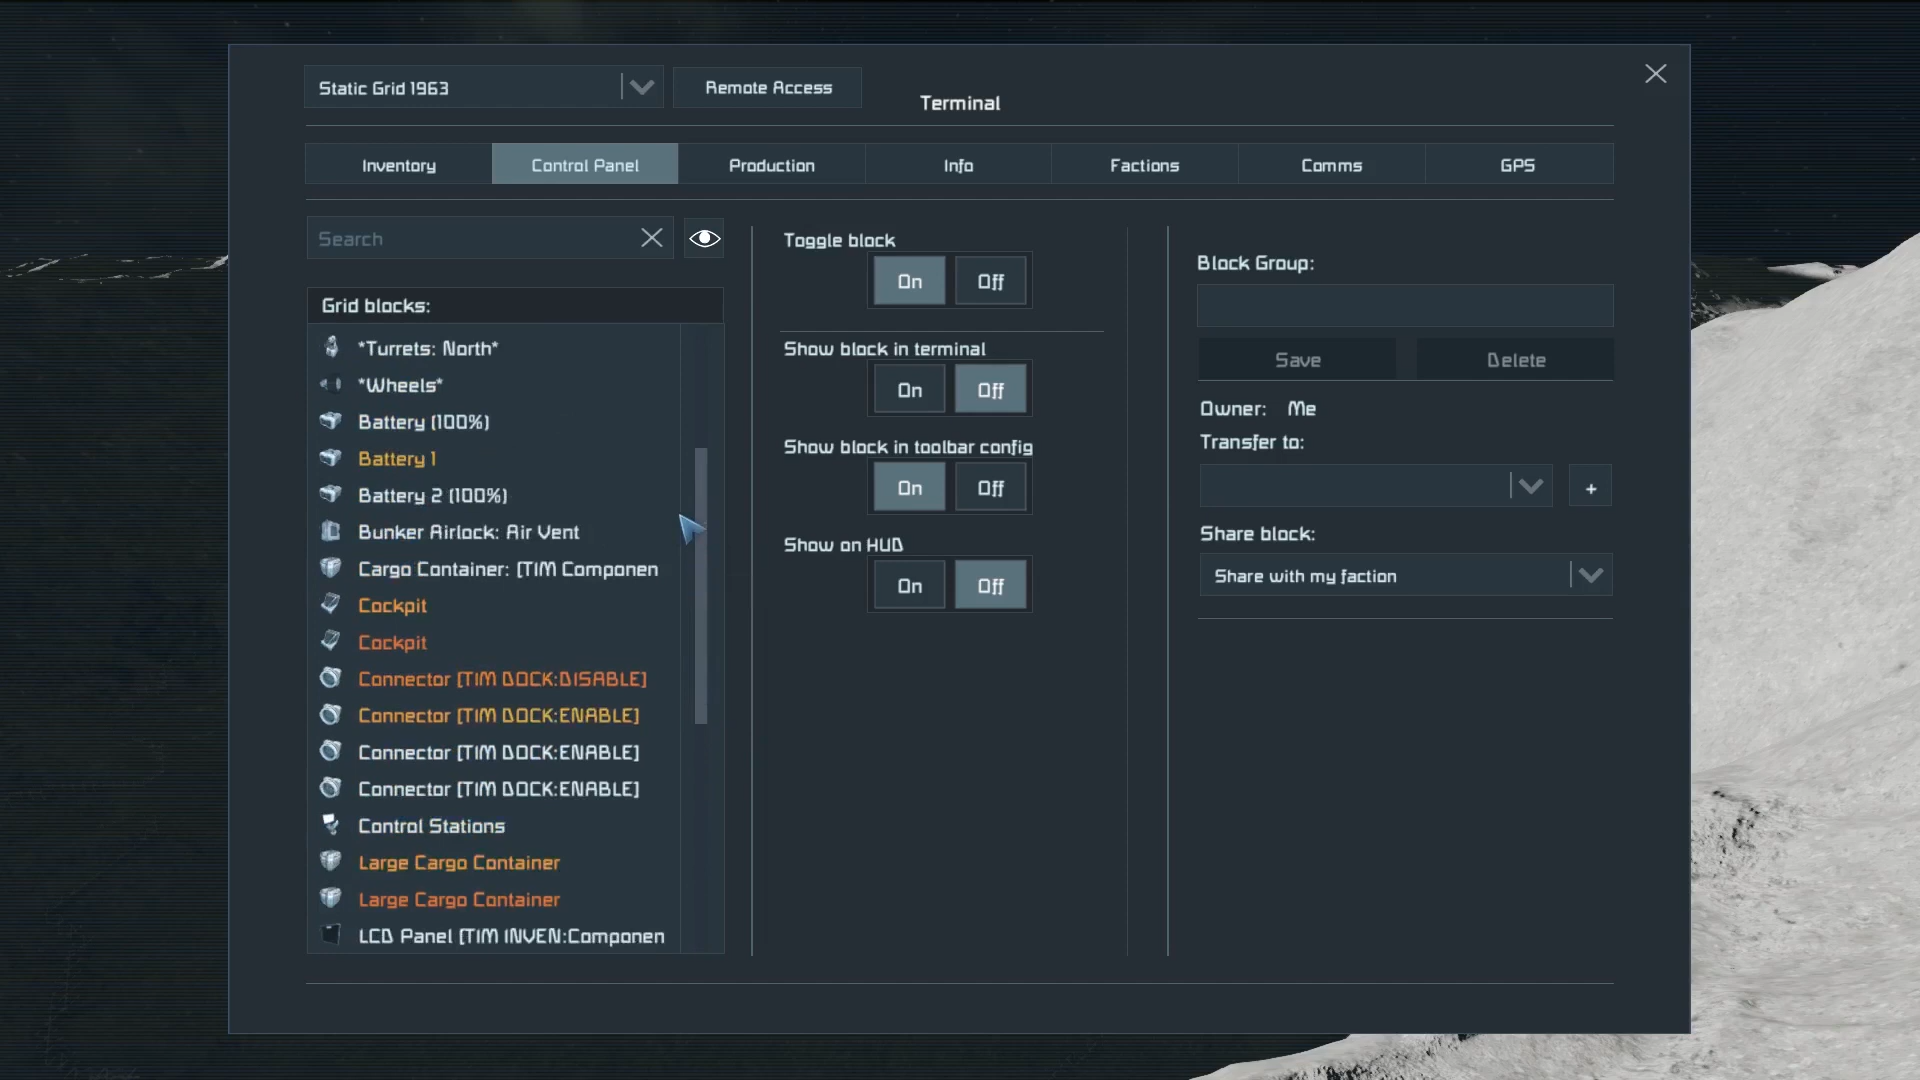 Static Grid 1963
Remote Access
Terminal
Inventory
Control Panel
Production
Info
Factions
Comms
GPS
Search
Grid blocks:
*Turrets: North*
*Wheels*
Battery (100%)
Battery 1
Battery 2 (100%)
Bunker Airlock: Air Vent
Cargo Container: [TIM Componen
Cockpit
Cockpit
Connector [TIM DOCK:DISABLE]
Connector [TIM DOCK:ENABLE]
Connector [TIM DOCK:ENABLE]
Connector [TIM DOCK:ENABLE]
Control Stations
Large Cargo Container
Large Cargo Container
LCD Panel [TIM INVEN:Componen
Toggle block
On Off
Show block in terminal
On Off
Show block in toolbar config
On Off
Show on HUD
On Off
Block Group:
Save Delete
Owner: Me
Transfer to:
+
Share block:
Share with my faction